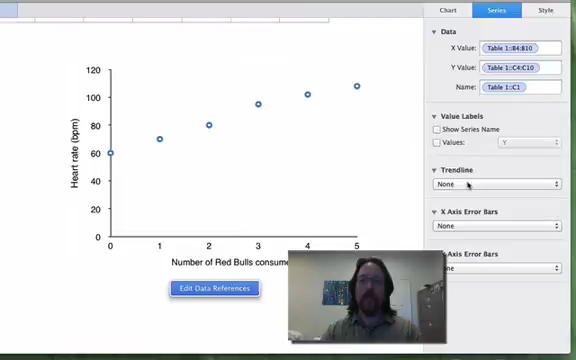 Chart Series Style
Data
X Value: Table 1::B4:B10
Y Value: Table 1::C4:C10
Name: Table 1::C1
Value Labels
Show Series Name
Values: Y
Trendline
None
X Axis Error Bars
None
Axis Error Bars
120
100
80
60
40
20
0
Heart rate (bpm)
0 1 2 3 4 5
Number of Red Bulls consume
Edit Data References